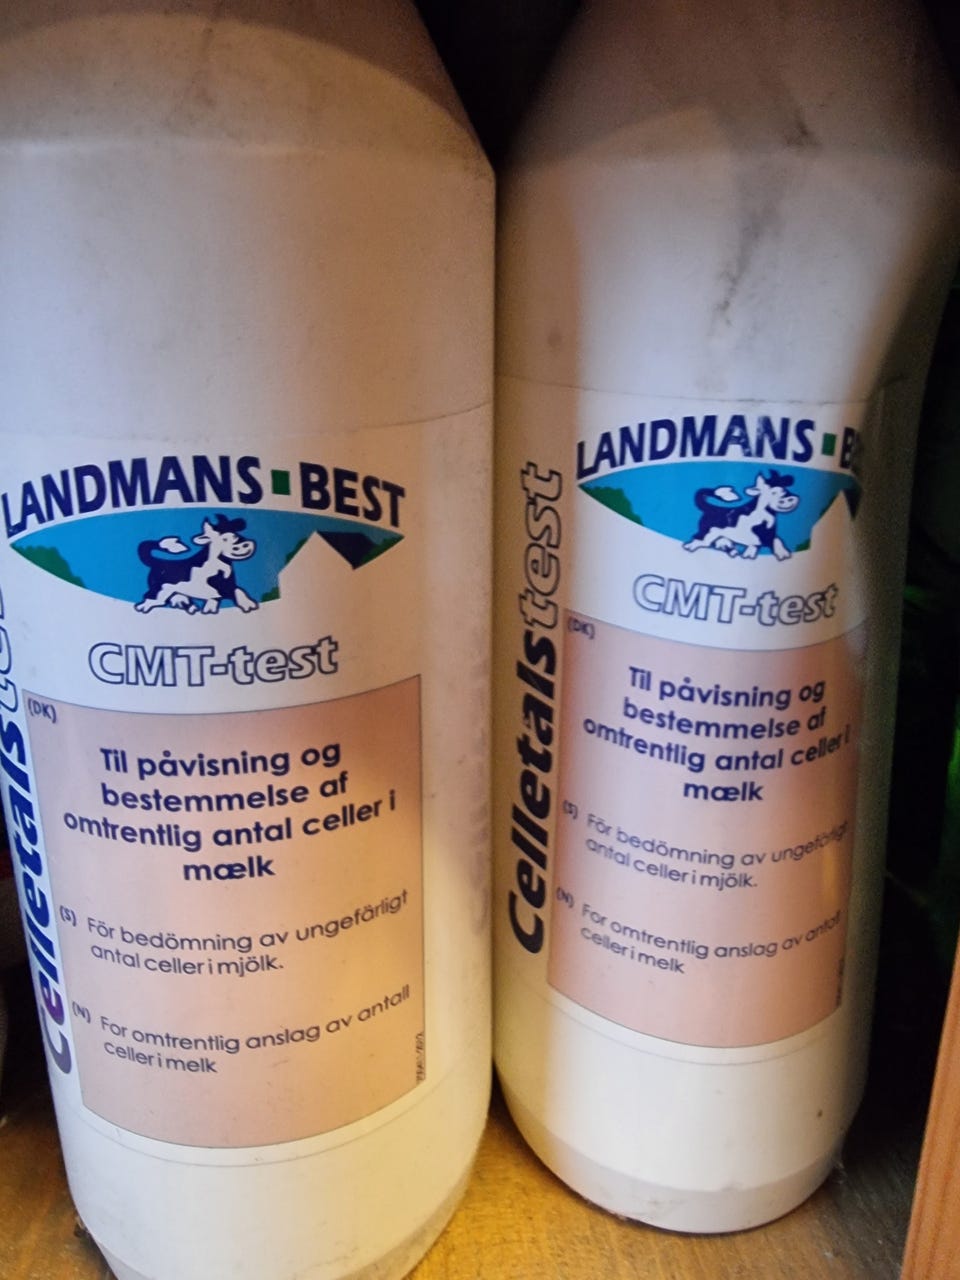 LANDMANS BEST
CMT-test
Celletalstest
(DK)
Til påvisning og
bestemmelse af
omtrentlig antal celler i
mælk
(S) För bedömning av ungefärligt
antal celler i mjölk.
(N) For omtrentlig anslag av antall
celler i melk
LANDMANS
CMT-test
Celletalstest
(DK)
Til påvisning og
bestemmelse af
omtrentlig antal celler i
mælk
(S) För bedömning av ungefärligt
antal celler i mjölk.
(N) For omtrentlig anslag av antall
celler i melk